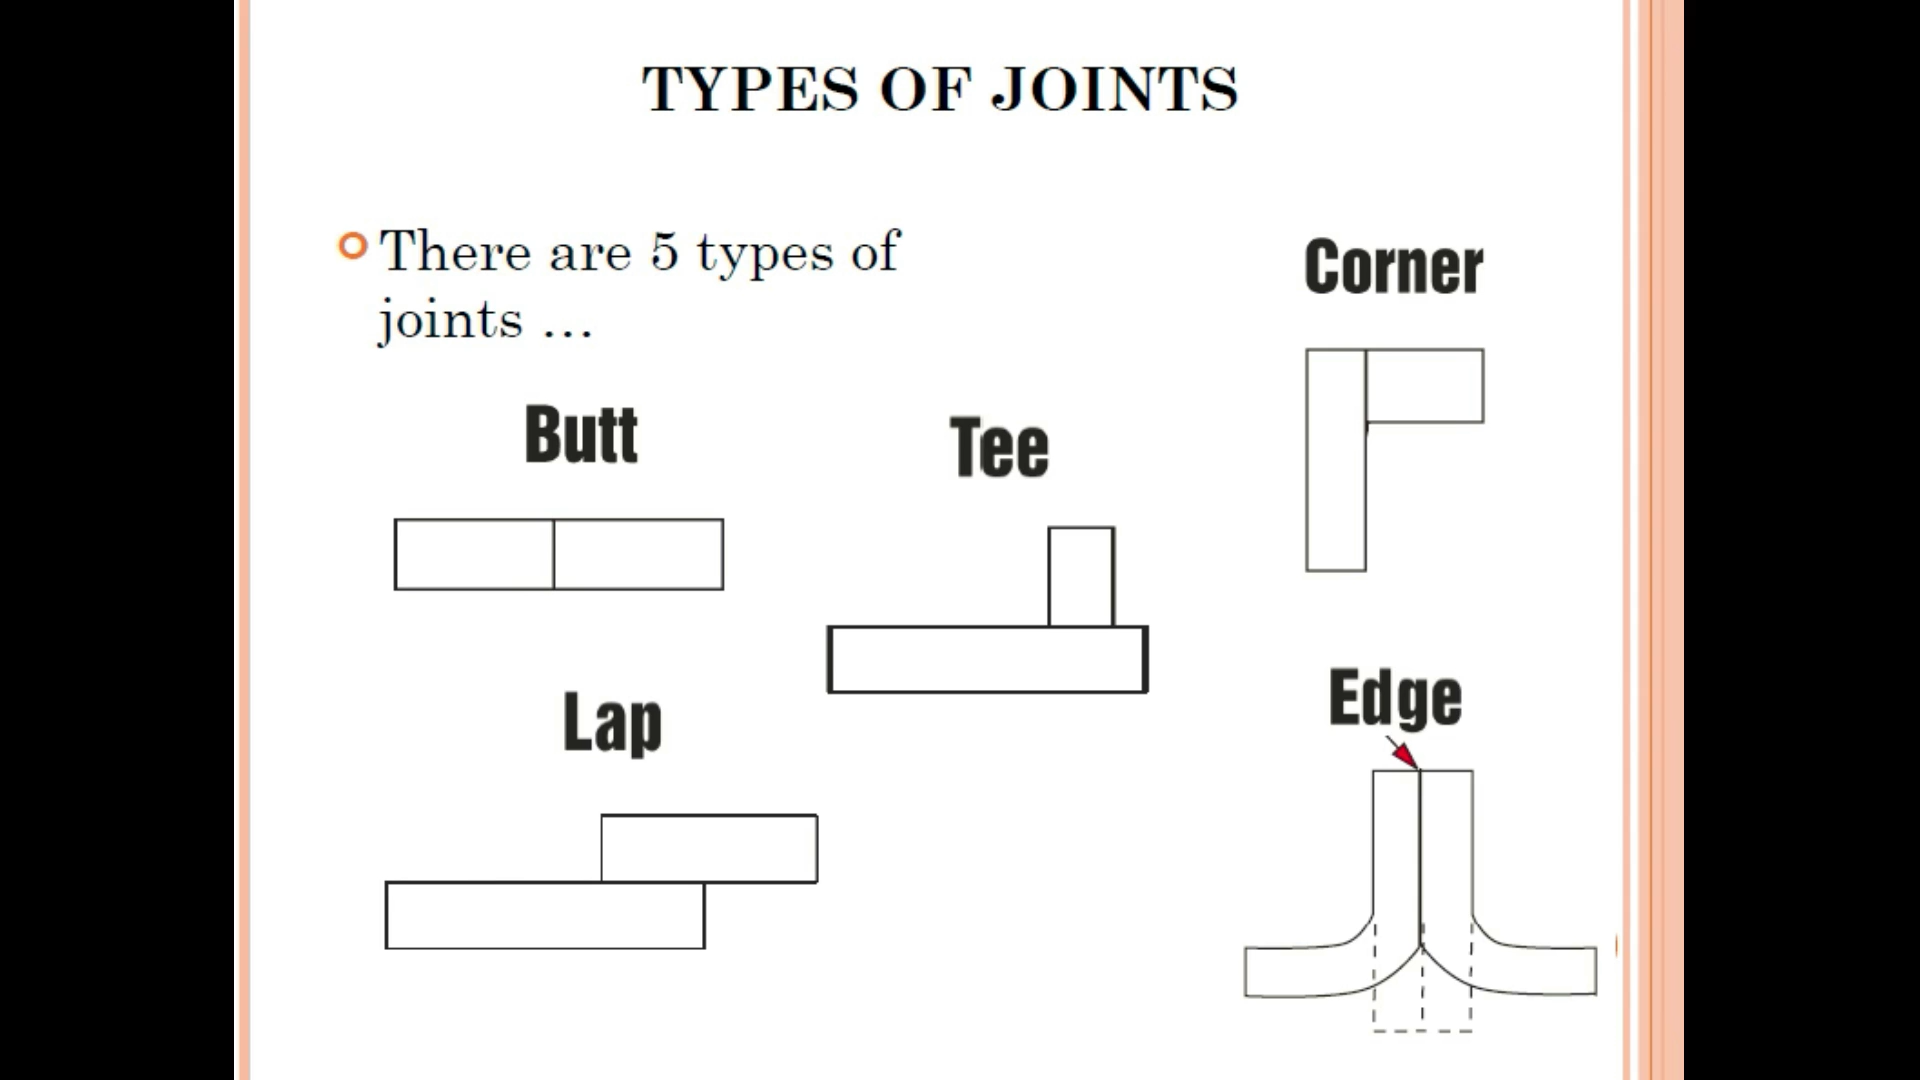 TYPES OF JOINTS
There are 5 types of
joints ...
Corner
Butt
Tee
Lap
Edge